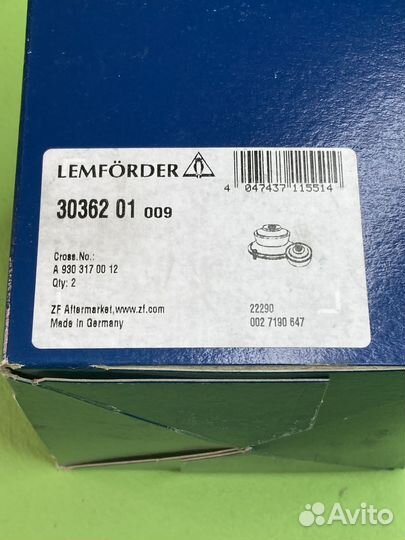 LEMFÖRDER
4 047437 115514
30362 01 009
Cross.No.:
A 930 317 00 12
Qty: 2
ZF Aftermarket,www.zf.com
Made in Germany
22290
002 7190 647
Avito